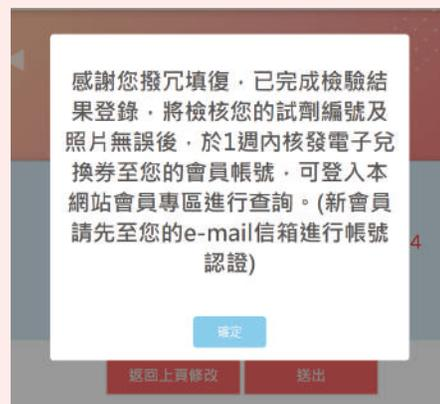 感謝您撥冗填復，已完成檢驗結
果登錄，將檢核您的試劑編號及
照片無誤後，於1週內核發電子兌
換券至您的會員帳號，可登入本
網站會員專區進行查詢。(新會員
請先至您的e-mail信箱進行帳號
認證)
4
確定
返回上頁修改
送出